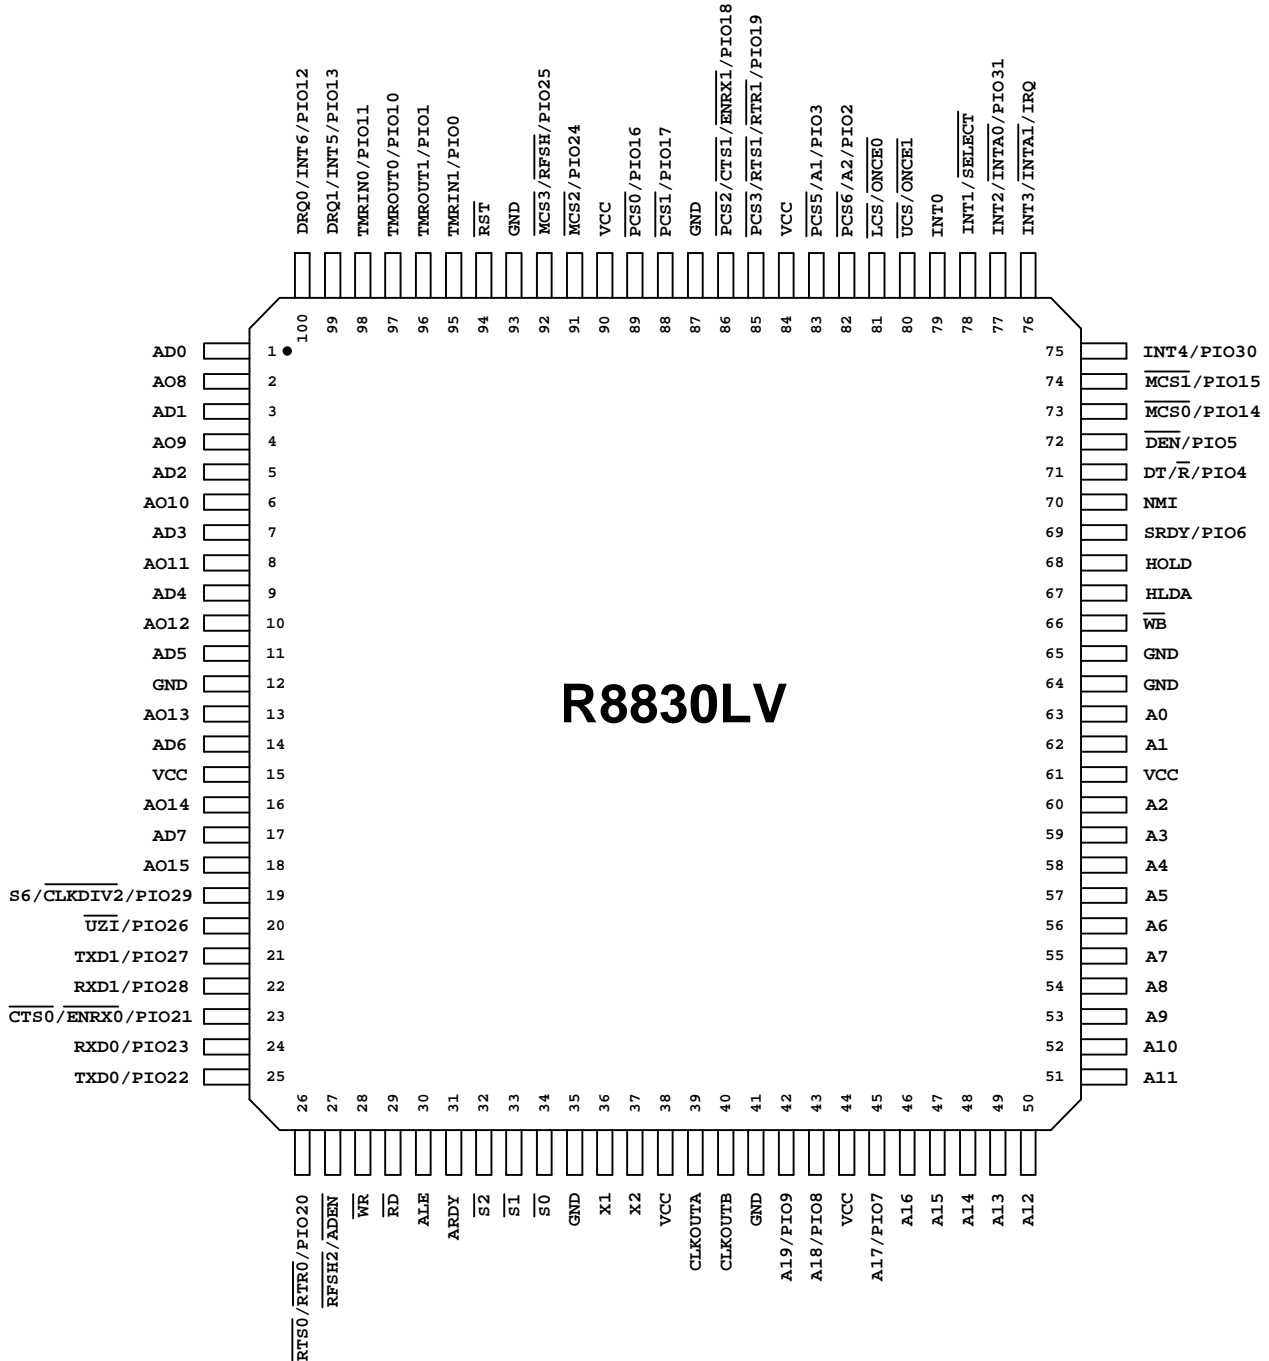 DRQ0/INT6/PIO12
DRQ1/INT5/PIO13
TMRIN0/PIO11
TMROUT0/PIO10
TMROUT1/PIO1
TMRIN1/PIO0
RST
GND
MCS3/RFSH/PIO25
MCS2/PIO24
VCC
PCS0/PIO16
PCS1/PIO17
GND
PCS2/CTS1/ENRX1/PIO18
PCS3/RTS1/RTR1/PIO19
VCC
PCS5/A1/PIO3
PCS6/A2/PIO2
LCS/ONCE0
UCS/ONCE1
INT0
INT1/SELECT
INT2/INTA0/PIO31
INT3/INTA1/IRQ
100 99 98 97 96 95 94 93 92 91 90 89 88 87 86 85 84 83 82 81 80 79 78 77 76
AD0 1 75 INT4/PIO30
AO8 2 74 MCS1/PIO15
AD1 3 73 MCS0/PIO14
AO9 4 72 DEN/PIO5
AD2 5 71 DT/R/PIO4
AO10 6 70 NMI
AD3 7 69 SRDY/PIO6
AO11 8 68 HOLD
AD4 9 67 HLDA
AO12 10 66 WB
AD5 11 65 GND
GND 12 64 GND
R8830LV
AO13 13 63 A0
AD6 14 62 A1
VCC 15 61 VCC
AO14 16 60 A2
AD7 17 59 A3
AO15 18 58 A4
S6/CLKDIV2/PIO29 19 57 A5
UZI/PIO26 20 56 A6
TXD1/PIO27 21 55 A7
RXD1/PIO28 22 54 A8
CTS0/ENRX0/PIO21 23 53 A9
RXD0/PIO23 24 52 A10
TXD0/PIO22 25 51 A11
26 27 28 29 30 31 32 33 34 35 36 37 38 39 40 41 42 43 44 45 46 47 48 49 50
RTS0/RTR0/PIO20
RFSH2/ADEN
WR
RD
ALE
ARDY
S2
S1
S0
GND
X1
X2
VCC
CLKOUTA
CLKOUTB
GND
A19/PIO9
A18/PIO8
VCC
A17/PIO7
A16
A15
A14
A13
A12